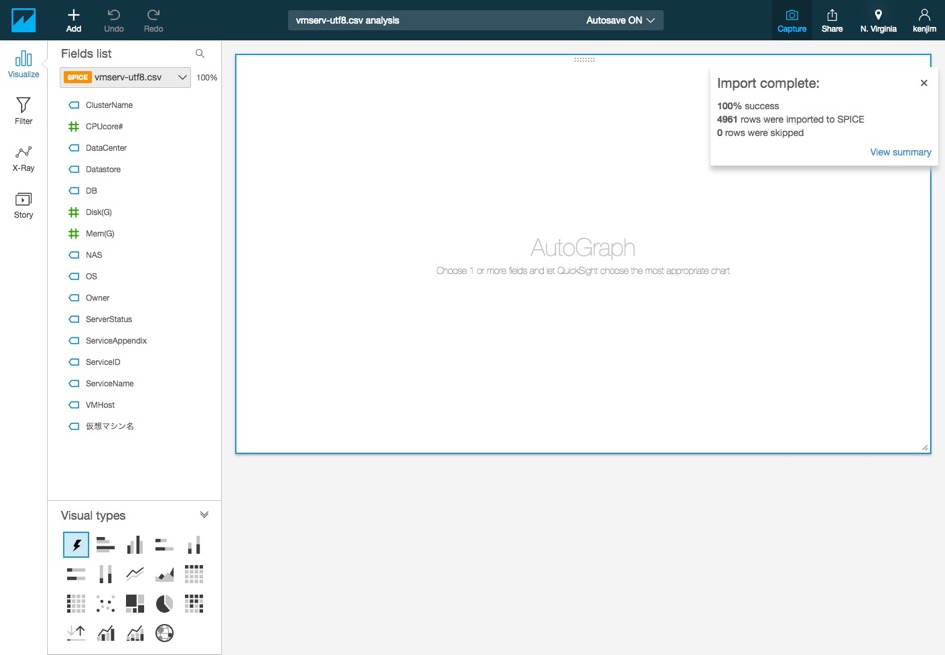 Add
Undo
Redo
vmserv-utf8.csv analysis
Autosave ON
Capture
Share
N. Virginia
kenjim
Visualize
Filter
X-Ray
Story
Fields list
SPICE vmserv-utf8.csv 100%
ClusterName
CPUcore#
DataCenter
Datastore
DB
Disk(G)
Mem(G)
NAS
OS
Owner
ServerStatus
ServiceAppendix
ServiceID
ServiceName
VMHost
仮想マシン名
Visual types
AutoGraph
Choose 1 or more fields and let QuickSight choose the most appropriate chart
Import complete:
100% success
4961 rows were imported to SPICE
0 rows were skipped
View summary